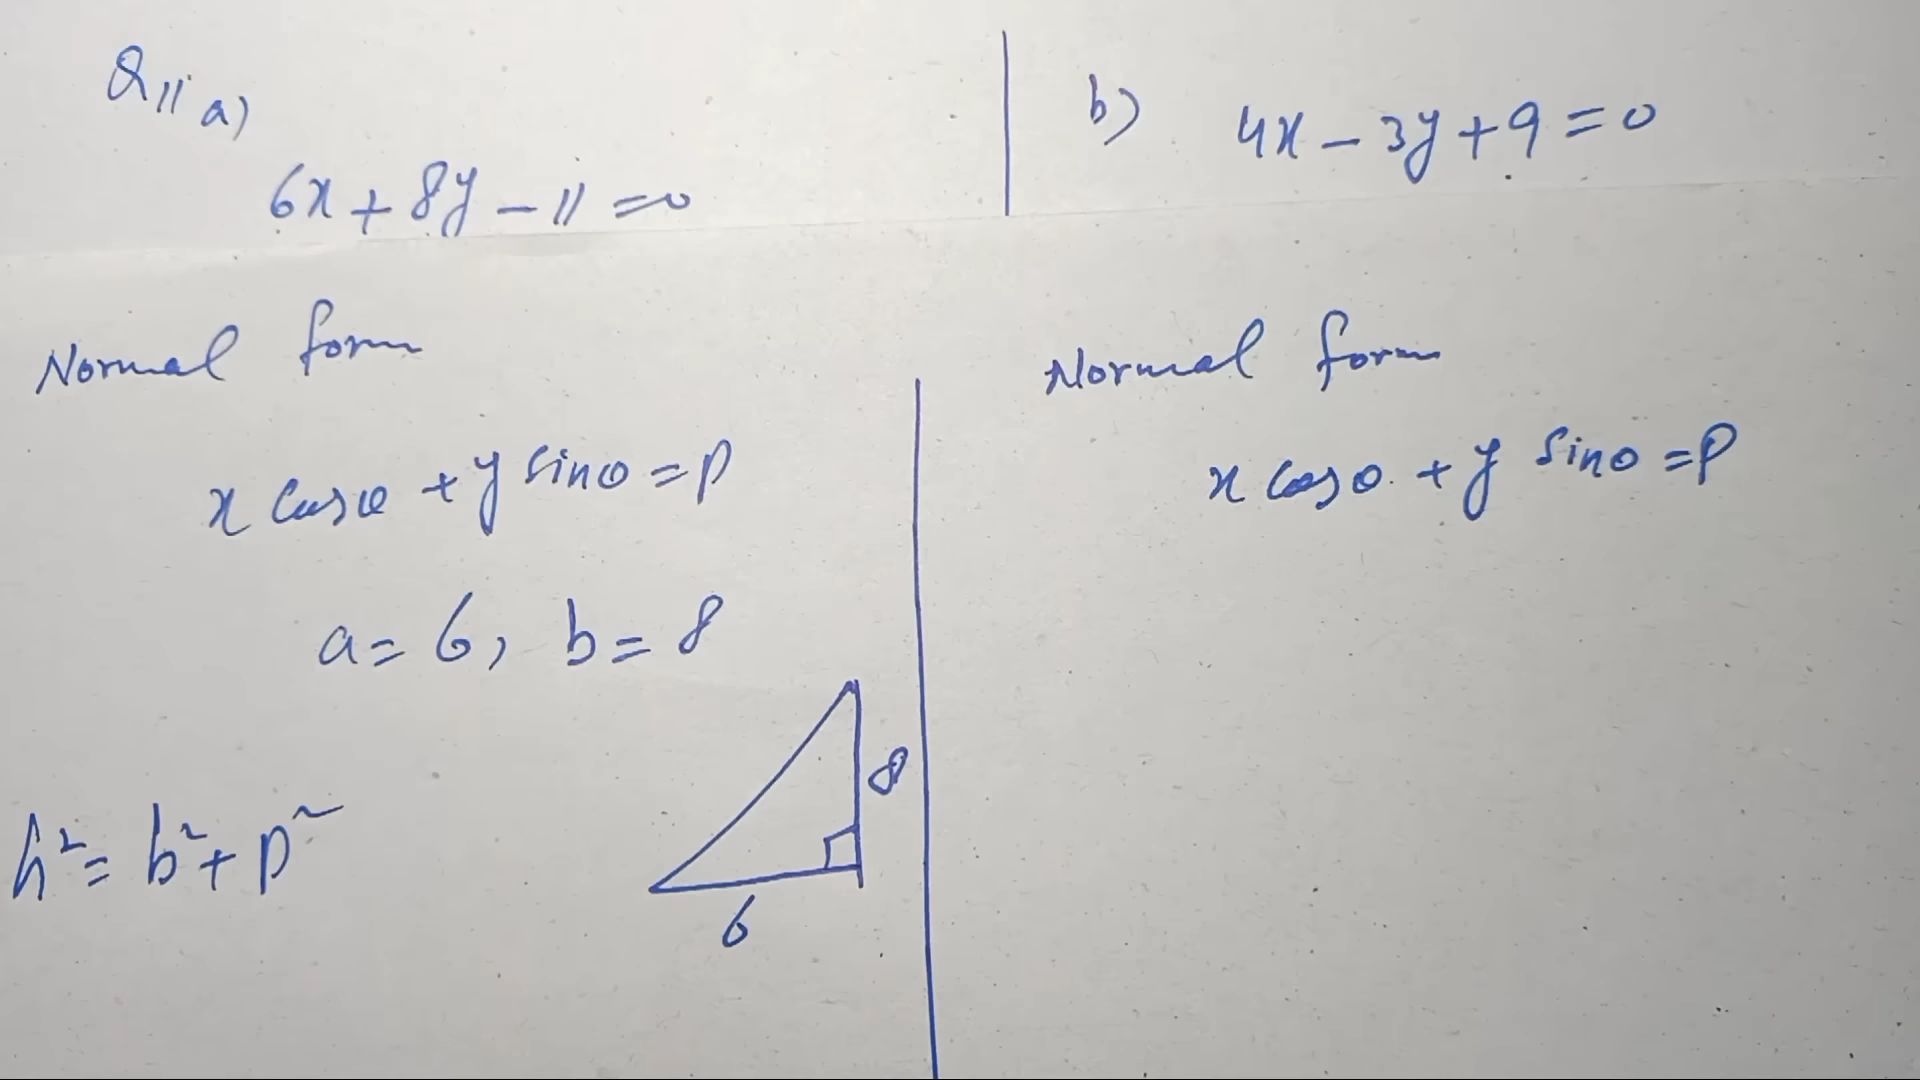 Q11 a)
6x + 8y - 11 = 0
Normal form
x cosθ + y sinθ = p
a = 6, b = 8
8
6
h² = b² + p²
b) 4x - 3y + 9 = 0
Normal form
x cosθ + y sinθ = P